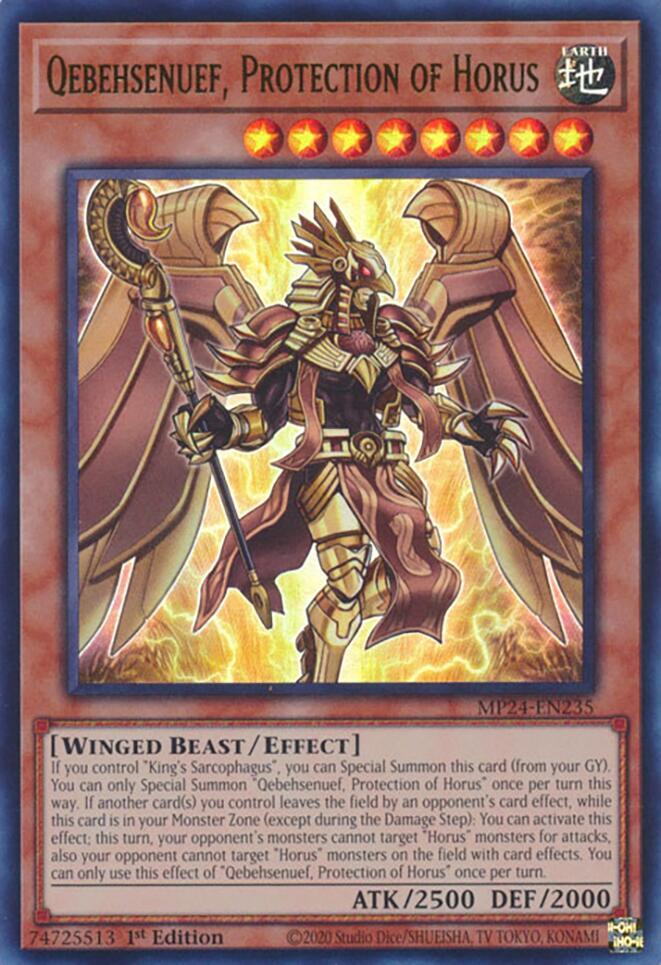 Qebehsenuef, Protection of Horus
EARTH
地
MP24-EN235
[Winged Beast/Effect]
If you control "King's Sarcophagus", you can Special Summon this card (from your GY).
You can only Special Summon "Qebehsenuef, Protection of Horus" once per turn this
way. If another card(s) you control leaves the field by an opponent's card effect, while
this card is in your Monster Zone (except during the Damage Step): You can activate this
effect; this turn, your opponent's monsters cannot target "Horus" monsters for attacks,
also your opponent cannot target "Horus" monsters on the field with card effects. You
can only use this effect of "Qebehsenuef, Protection of Horus" once per turn.
ATK/2500 DEF/2000
74725513 1st Edition
©2020 Studio Dice/SHUEISHA, TV TOKYO, KONAMI